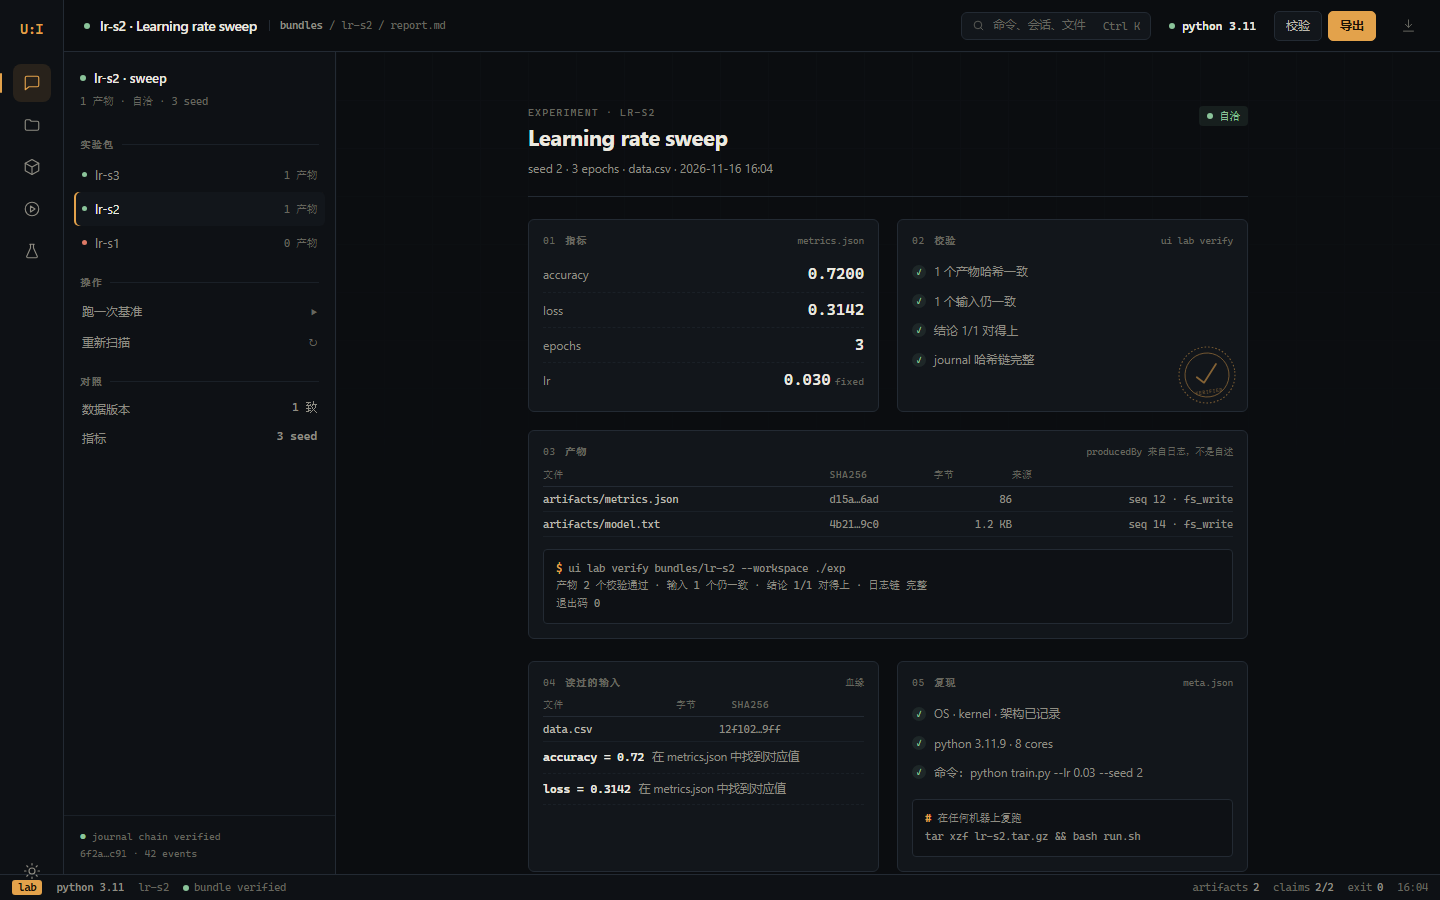 U:I
lr-s2 · Learning rate sweep
bundles / lr-s2 / report.md
命令、会话、文件 Ctrl K
python 3.11
校验
导出
lr-s2 · sweep
1 产物 · 自洽 · 3 seed
实验包
lr-s3 1 产物
lr-s2 1 产物
lr-s1 0 产物
操作
跑一次基准
重新扫描
对照
数据版本 1 致
指标 3 seed
journal chain verified
6f2a…c91 · 42 events
EXPERIMENT · LR-S2
自洽
Learning rate sweep
seed 2 · 3 epochs · data.csv · 2026-11-16 16:04
01 指标 metrics.json
accuracy 0.7200
loss 0.3142
epochs 3
lr 0.030 fixed
02 校验 ui lab verify
1 个产物哈希一致
1 个输入仍一致
结论 1/1 对得上
journal 哈希链完整
VERIFIED
03 产物 producedBy 来自日志，不是自述
文件 SHA256 字节 来源
artifacts/metrics.json d15a…6ad 86 seq 12 · fs_write
artifacts/model.txt 4b21…9c0 1.2 KB seq 14 · fs_write
$ ui lab verify bundles/lr-s2 --workspace ./exp
产物 2 个校验通过 · 输入 1 个仍一致 · 结论 1/1 对得上 · 日志链 完整
退出码 0
04 读过的输入 血缘
文件 字节 SHA256
data.csv 12f102…9ff
accuracy = 0.72 在 metrics.json 中找到对应值
loss = 0.3142 在 metrics.json 中找到对应值
05 复现 meta.json
OS · kernel · 架构已记录
python 3.11.9 · 8 cores
命令：python train.py --lr 0.03 --seed 2
# 在任何机器上复跑
tar xzf lr-s2.tar.gz && bash run.sh
lab python 3.11 lr-s2 bundle verified
artifacts 2 claims 2/2 exit 0 16:04